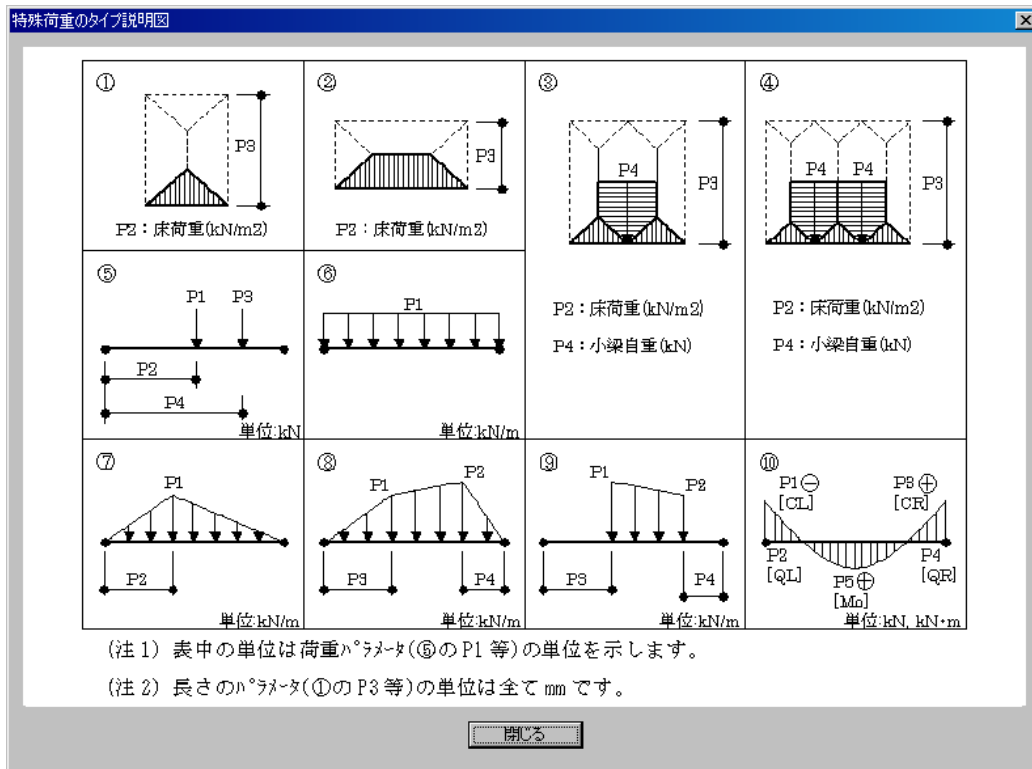 特殊荷重のタイプ説明図
①
P3
P2：床荷重(kN/m2)
②
P3
P2：床荷重(kN/m2)
③
P4
P3
P2：床荷重(kN/m2)
P4：小梁自重(kN)
④
P4 P4
P3
P2：床荷重(kN/m2)
P4：小梁自重(kN)
⑤
P1 P3
P2
P4
単位:kN
⑥
P1
単位:kN/m
⑦
P1
P2
単位:kN/m
⑧
P1 P2
P3 P4
単位:kN/m
⑨
P1 P2
P3 P4
単位:kN/m
⑩
P1⊖ P3⊕
[CL] [CR]
P2 P4
[QL] [QR]
P5⊕
[Mo]
単位:kN, kN・m
(注1) 表中の単位は荷重ﾊﾟﾗﾒｰﾀ(⑤のP1 等)の単位を示します。
(注2) 長さのﾊﾟﾗﾒｰﾀ(①のP3 等)の単位は全て mm です。
閉じる